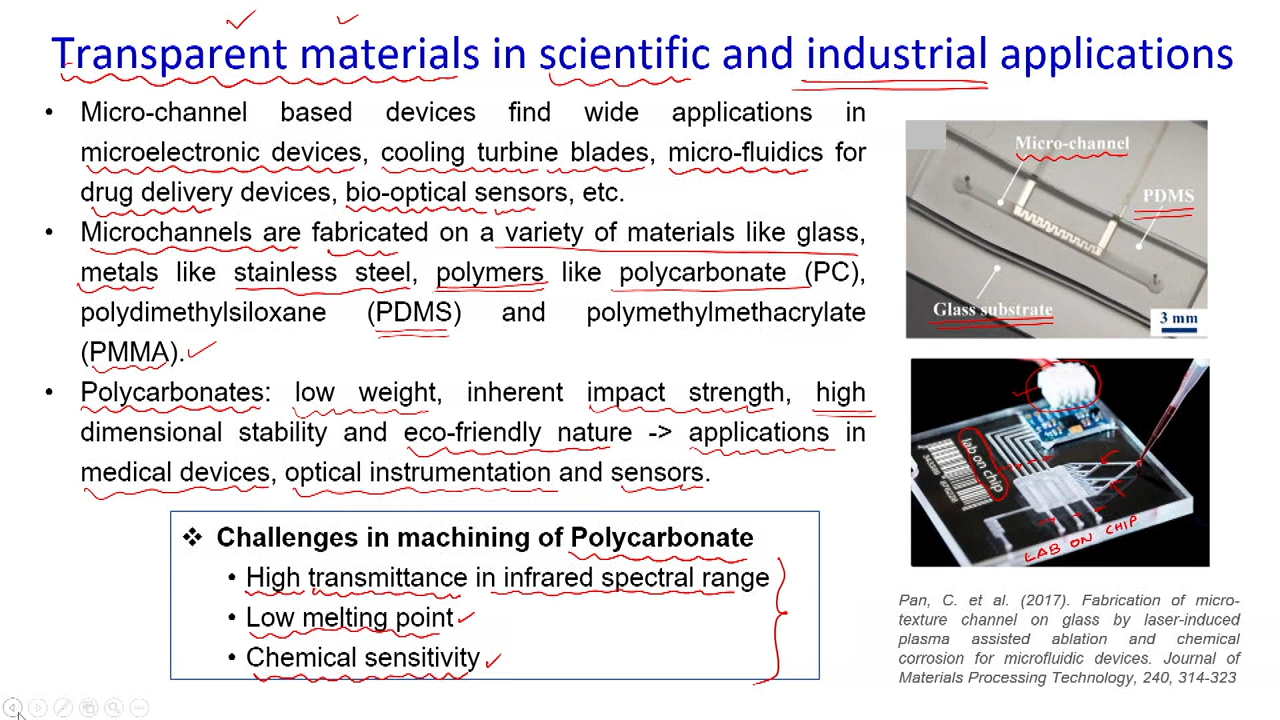 Transparent materials in scientific and industrial applications
• Micro-channel based devices find wide applications in
microelectronic devices, cooling turbine blades, micro-fluidics for
drug delivery devices, bio-optical sensors, etc.
• Microchannels are fabricated on a variety of materials like glass,
metals like stainless steel, polymers like polycarbonate (PC),
polydimethylsiloxane (PDMS) and polymethylmethacrylate
(PMMA).
• Polycarbonates: low weight, inherent impact strength, high
dimensional stability and eco-friendly nature -> applications in
medical devices, optical instrumentation and sensors.
❖ Challenges in machining of Polycarbonate
• High transmittance in infrared spectral range
• Low melting point
• Chemical sensitivity
Micro-channel
PDMS
Glass substrate
3 mm
lab on chip
LAB ON CHIP
Pan, C. et al. (2017). Fabrication of micro-
texture channel on glass by laser-induced
plasma assisted ablation and chemical
corrosion for microfluidic devices. Journal of
Materials Processing Technology, 240, 314-323